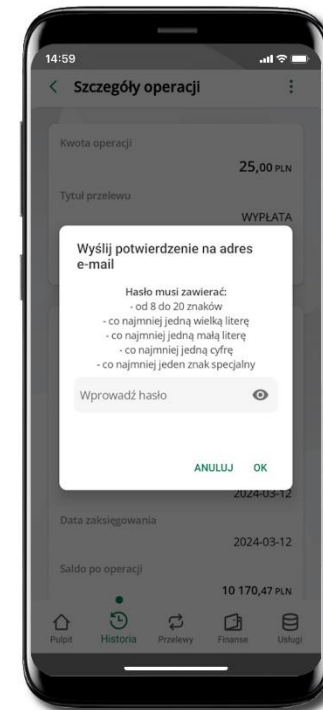 14:59
Szczegóły operacji
Kwota operacji
25,00 PLN
Tytuł przelewu
WYPŁATA
Wyślij potwierdzenie na adres
e-mail
Hasło musi zawierać:
- od 8 do 20 znaków
- co najmniej jedną wielką literę
- co najmniej jedną małą literę
- co najmniej jedną cyfrę
- co najmniej jeden znak specjalny
Wprowadź hasło
ANULUJ OK
2024-03-12
Data zaksięgowania
2024-03-12
Saldo po operacji
10 170,47 PLN
Pulpit Historia Przelewy Finanse Usługi